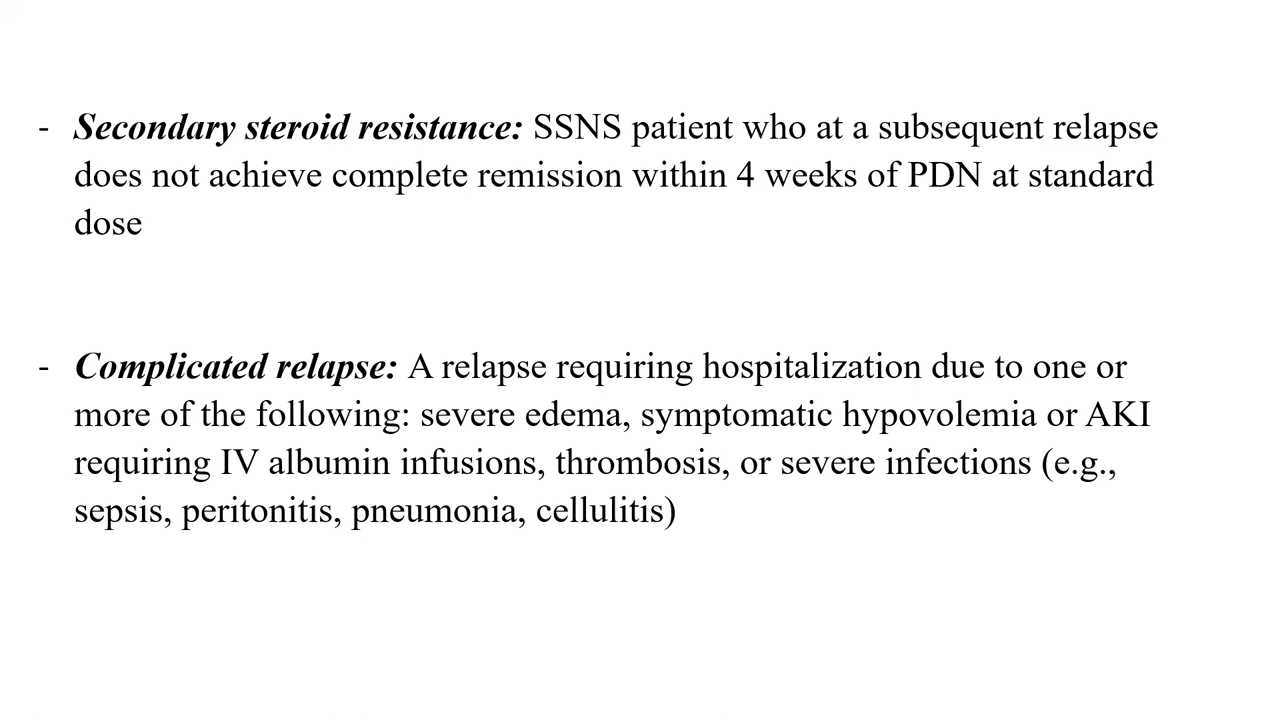 - Secondary steroid resistance: SSNS patient who at a subsequent relapse
does not achieve complete remission within 4 weeks of PDN at standard
dose
- Complicated relapse: A relapse requiring hospitalization due to one or
more of the following: severe edema, symptomatic hypovolemia or AKI
requiring IV albumin infusions, thrombosis, or severe infections (e.g.,
sepsis, peritonitis, pneumonia, cellulitis)